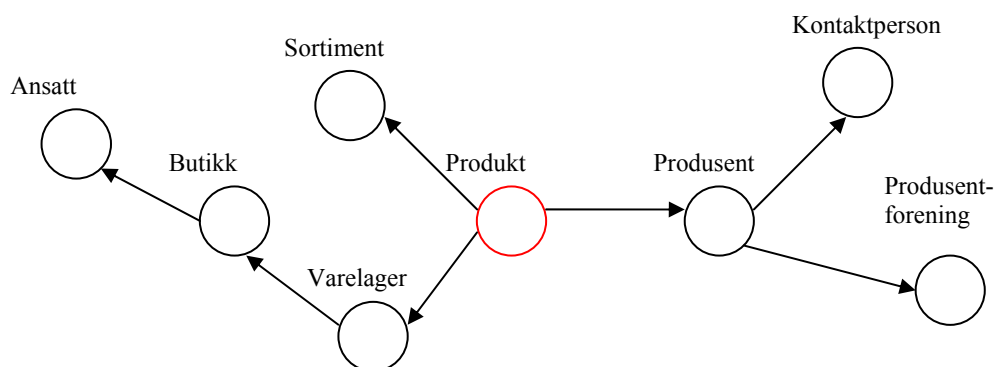 Kontaktperson
Sortiment
Ansatt
Butikk
Produkt
Produsent
Produsent-
forening
Varelager